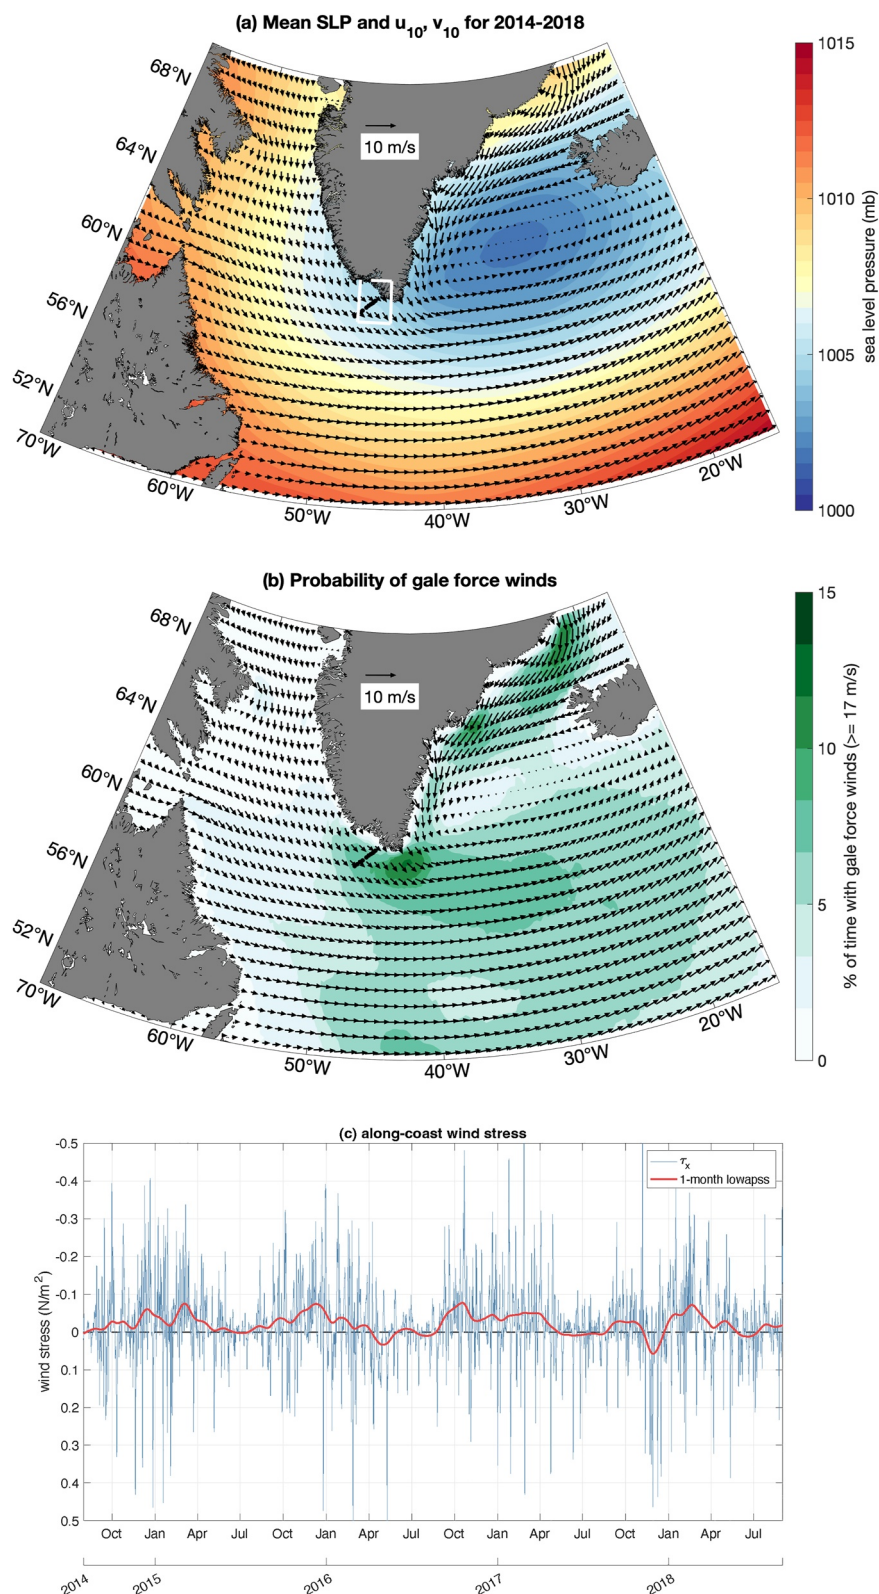 (a) Mean SLP and u10, v10 for 2014-2018
68°N
64°N
60°N
56°N
52°N
70°W
60°W
50°W
40°W
30°W
20°W
10 m/s
1015
1010
1005
1000
sea level pressure (mb)
(b) Probability of gale force winds
68°N
64°N
60°N
56°N
52°N
70°W
60°W
50°W
40°W
30°W
20°W
10 m/s
15
10
5
0
% of time with gale force winds (>= 17 m/s)
(c) along-coast wind stress
-0.5
-0.4
-0.3
-0.2
-0.1
0
0.1
0.2
0.3
0.4
0.5
wind stress (N/m²)
τx
1-month lowapss
Oct Jan Apr Jul Oct Jan Apr Jul Oct Jan Apr Jul Oct Jan Apr Jul
2014 2015 2016 2017 2018